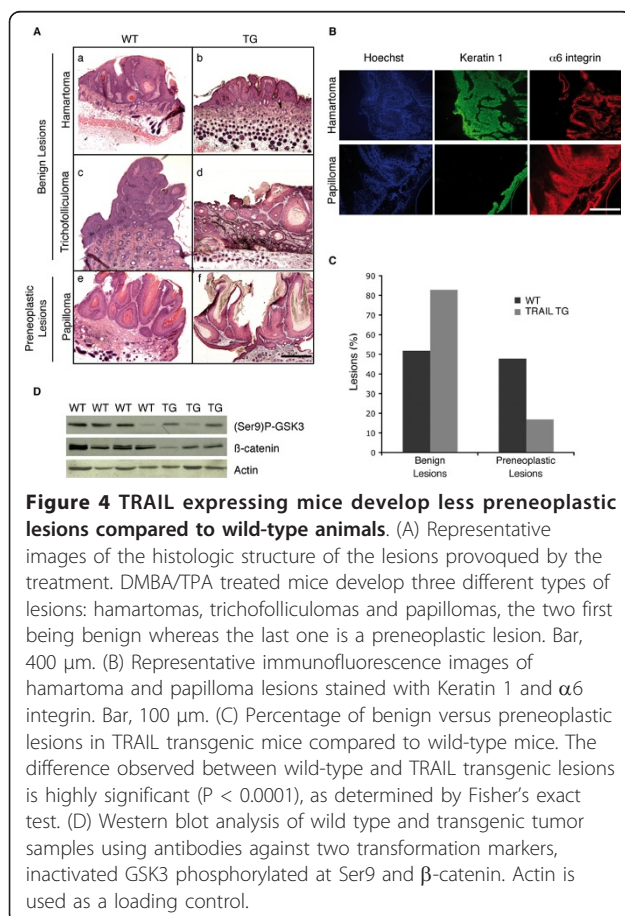 A
WT
TG
Benign Lesions
Preneoplastic
Lesions
Hamartoma
Trichofolliculoma
Papilloma
a
b
c
d
e
f
B
Hoechst
Keratin 1
α6 integrin
Hamartoma
Papilloma
C
Lesions (%)
90
80
70
60
50
40
30
20
10
0
WT
TRAIL TG
Benign
Lesions
Preneoplastic
Lesions
D
WT WT WT WT TG TG TG
(Ser9)P-GSK3
ß-catenin
Actin
Figure 4 TRAIL expressing mice develop less preneoplastic
lesions compared to wild-type animals. (A) Representative
images of the histologic structure of the lesions provoqued by the
treatment. DMBA/TPA treated mice develop three different types of
lesions: hamartomas, trichofolliculomas and papillomas, the two first
being benign whereas the last one is a preneoplastic lesion. Bar,
400 μm. (B) Representative immunofluorescence images of
hamartoma and papilloma lesions stained with Keratin 1 and α6
integrin. Bar, 100 μm. (C) Percentage of benign versus preneoplastic
lesions in TRAIL transgenic mice compared to wild-type mice. The
difference observed between wild-type and TRAIL transgenic lesions
is highly significant (P < 0.0001), as determined by Fisher's exact
test. (D) Western blot analysis of wild type and transgenic tumor
samples using antibodies against two transformation markers,
inactivated GSK3 phosphorylated at Ser9 and β-catenin. Actin is
used as a loading control.